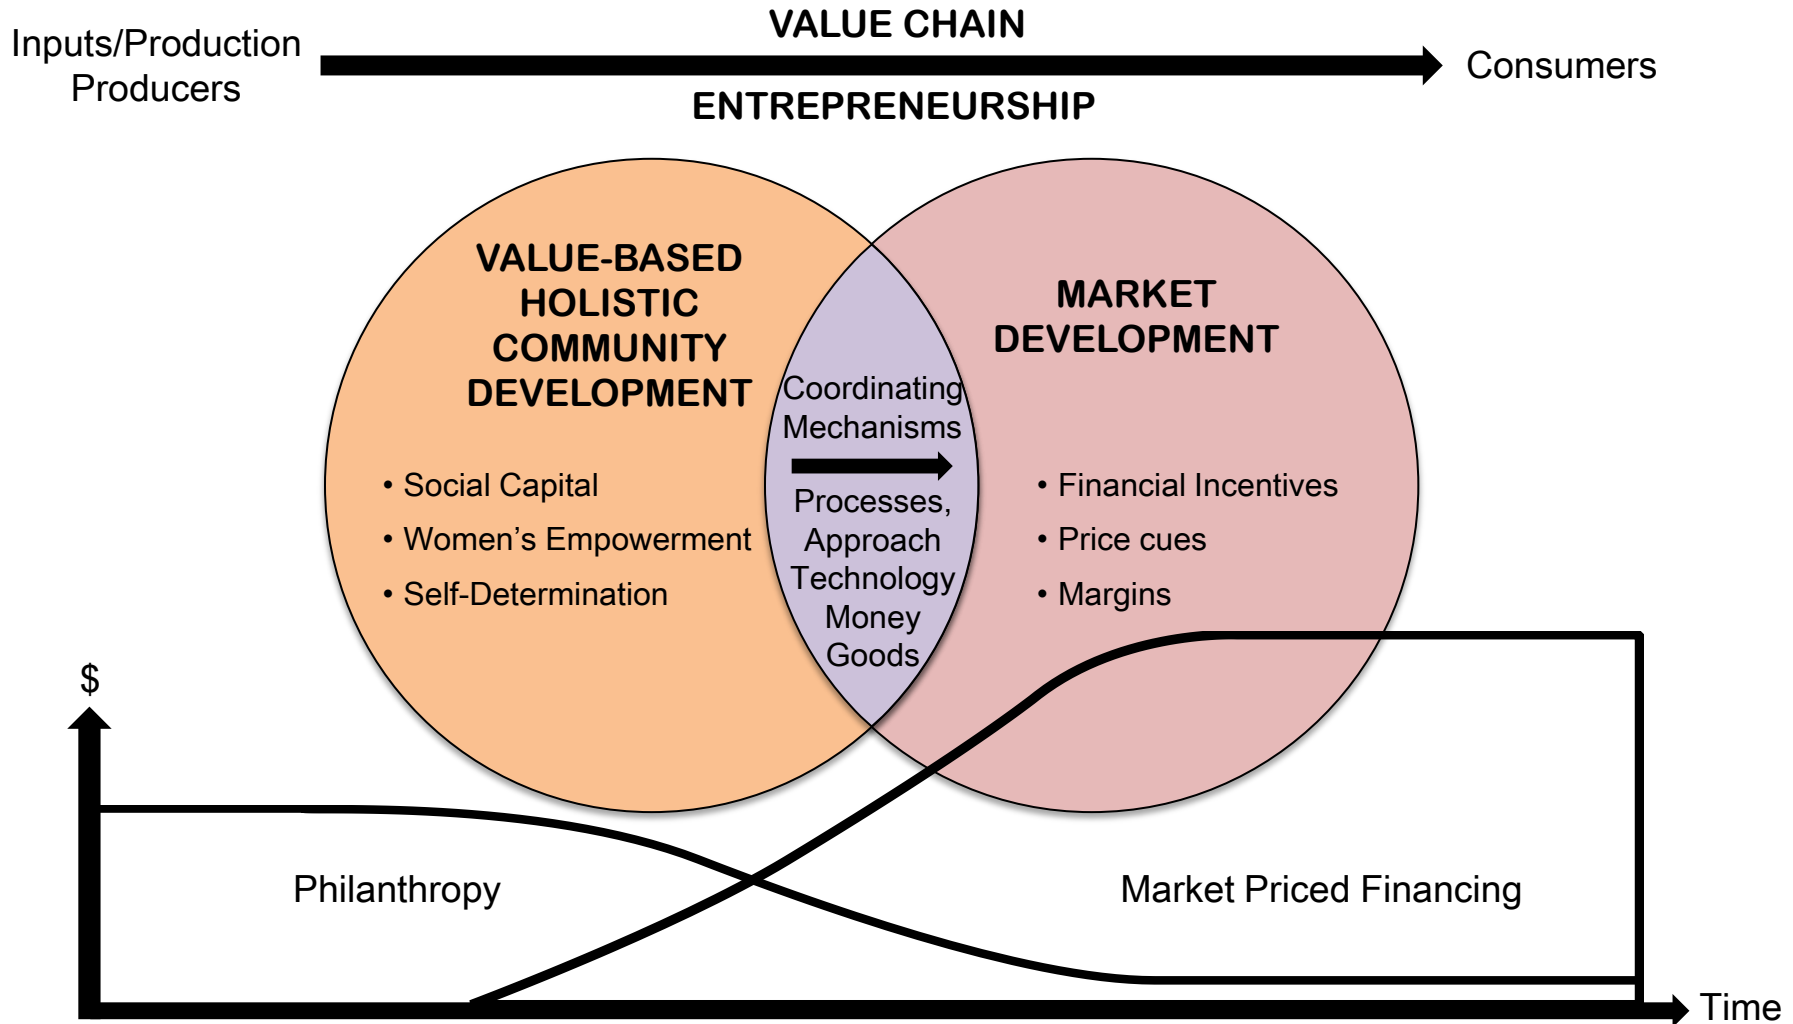 VALUE CHAIN
Inputs/Production
Producers
Consumers
ENTREPRENEURSHIP
VALUE-BASED
HOLISTIC
COMMUNITY
DEVELOPMENT
• Social Capital
• Women’s Empowerment
• Self-Determination
Coordinating
Mechanisms
Processes,
Approach
Technology
Money
Goods
MARKET
DEVELOPMENT
• Financial Incentives
• Price cues
• Margins
$
Philanthropy
Market Priced Financing
Time